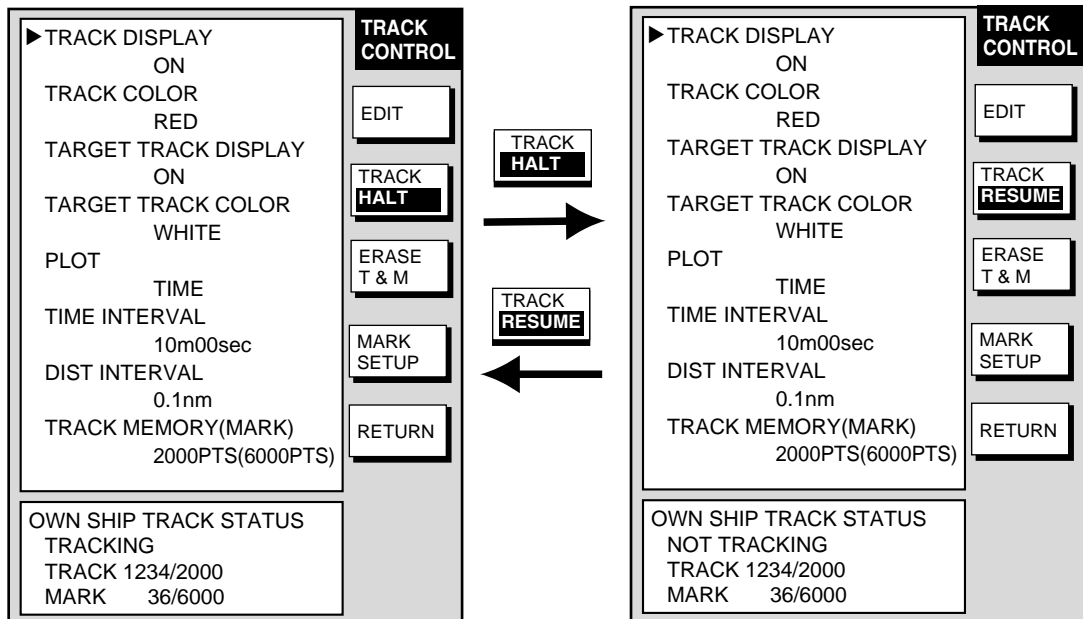 TRACK DISPLAY
ON
TRACK COLOR
RED
TARGET TRACK DISPLAY
ON
TARGET TRACK COLOR
WHITE
PLOT
TIME
TIME INTERVAL
10m00sec
DIST INTERVAL
0.1nm
TRACK MEMORY(MARK)
2000PTS(6000PTS)
TRACK
CONTROL
EDIT
TRACK
HALT
ERASE
T & M
MARK
SETUP
RETURN
OWN SHIP TRACK STATUS
TRACKING
TRACK 1234/2000
MARK 36/6000
TRACK
HALT
TRACK
RESUME
TRACK DISPLAY
ON
TRACK COLOR
RED
TARGET TRACK DISPLAY
ON
TARGET TRACK COLOR
WHITE
PLOT
TIME
TIME INTERVAL
10m00sec
DIST INTERVAL
0.1nm
TRACK MEMORY(MARK)
2000PTS(6000PTS)
TRACK
CONTROL
EDIT
TRACK
RESUME
ERASE
T & M
MARK
SETUP
RETURN
OWN SHIP TRACK STATUS
NOT TRACKING
TRACK 1234/2000
MARK 36/6000